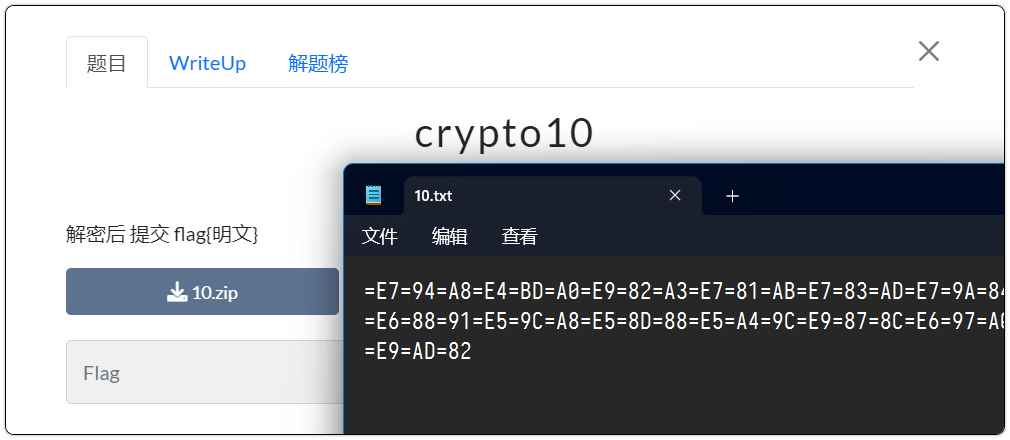 题目 WriteUp 解题榜
crypto10
10.txt
文件 编辑 查看
解密后 提交 flag{明文}
10.zip
=E7=94=A8=E4=BD=A0=E9=82=A3=E7=81=AB=E7=83=AD=E7=9A=84
=E6=88=91=E5=9C=A8=E5=8D=88=E5=A4=9C=E9=87=8C=E6=97=A0
=E9=AD=82
Flag